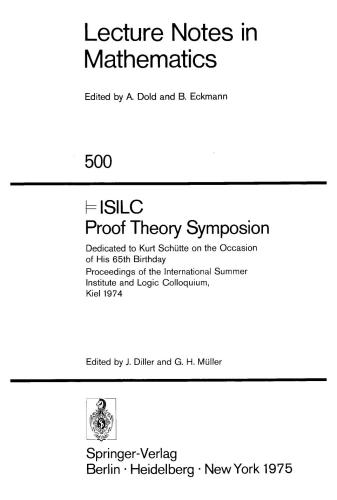 Lecture Notes in
Mathematics
Edited by A. Dold and B. Eckmann
500
⊨ISILC
Proof Theory Symposion
Dedicated to Kurt Schütte on the Occasion
of His 65th Birthday
Proceedings of the International Summer
Institute and Logic Colloquium,
Kiel 1974
Edited by J. Diller and G. H. Müller
Springer-Verlag
Berlin · Heidelberg · New York 1975